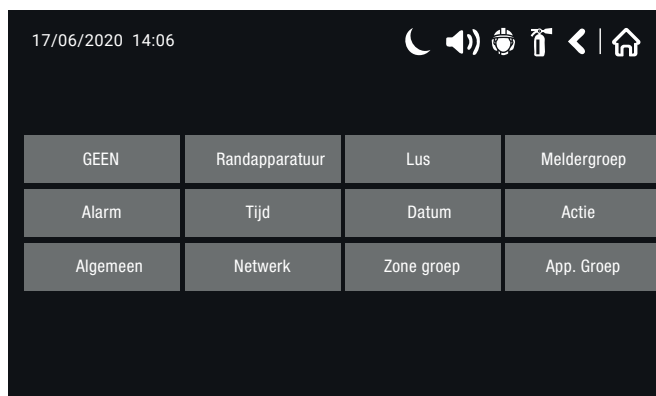 17/06/2020 14:06
GEEN Randapparatuur Lus Meldergroep
Alarm Tijd Datum Actie
Algemeen Netwerk Zone groep App. Groep